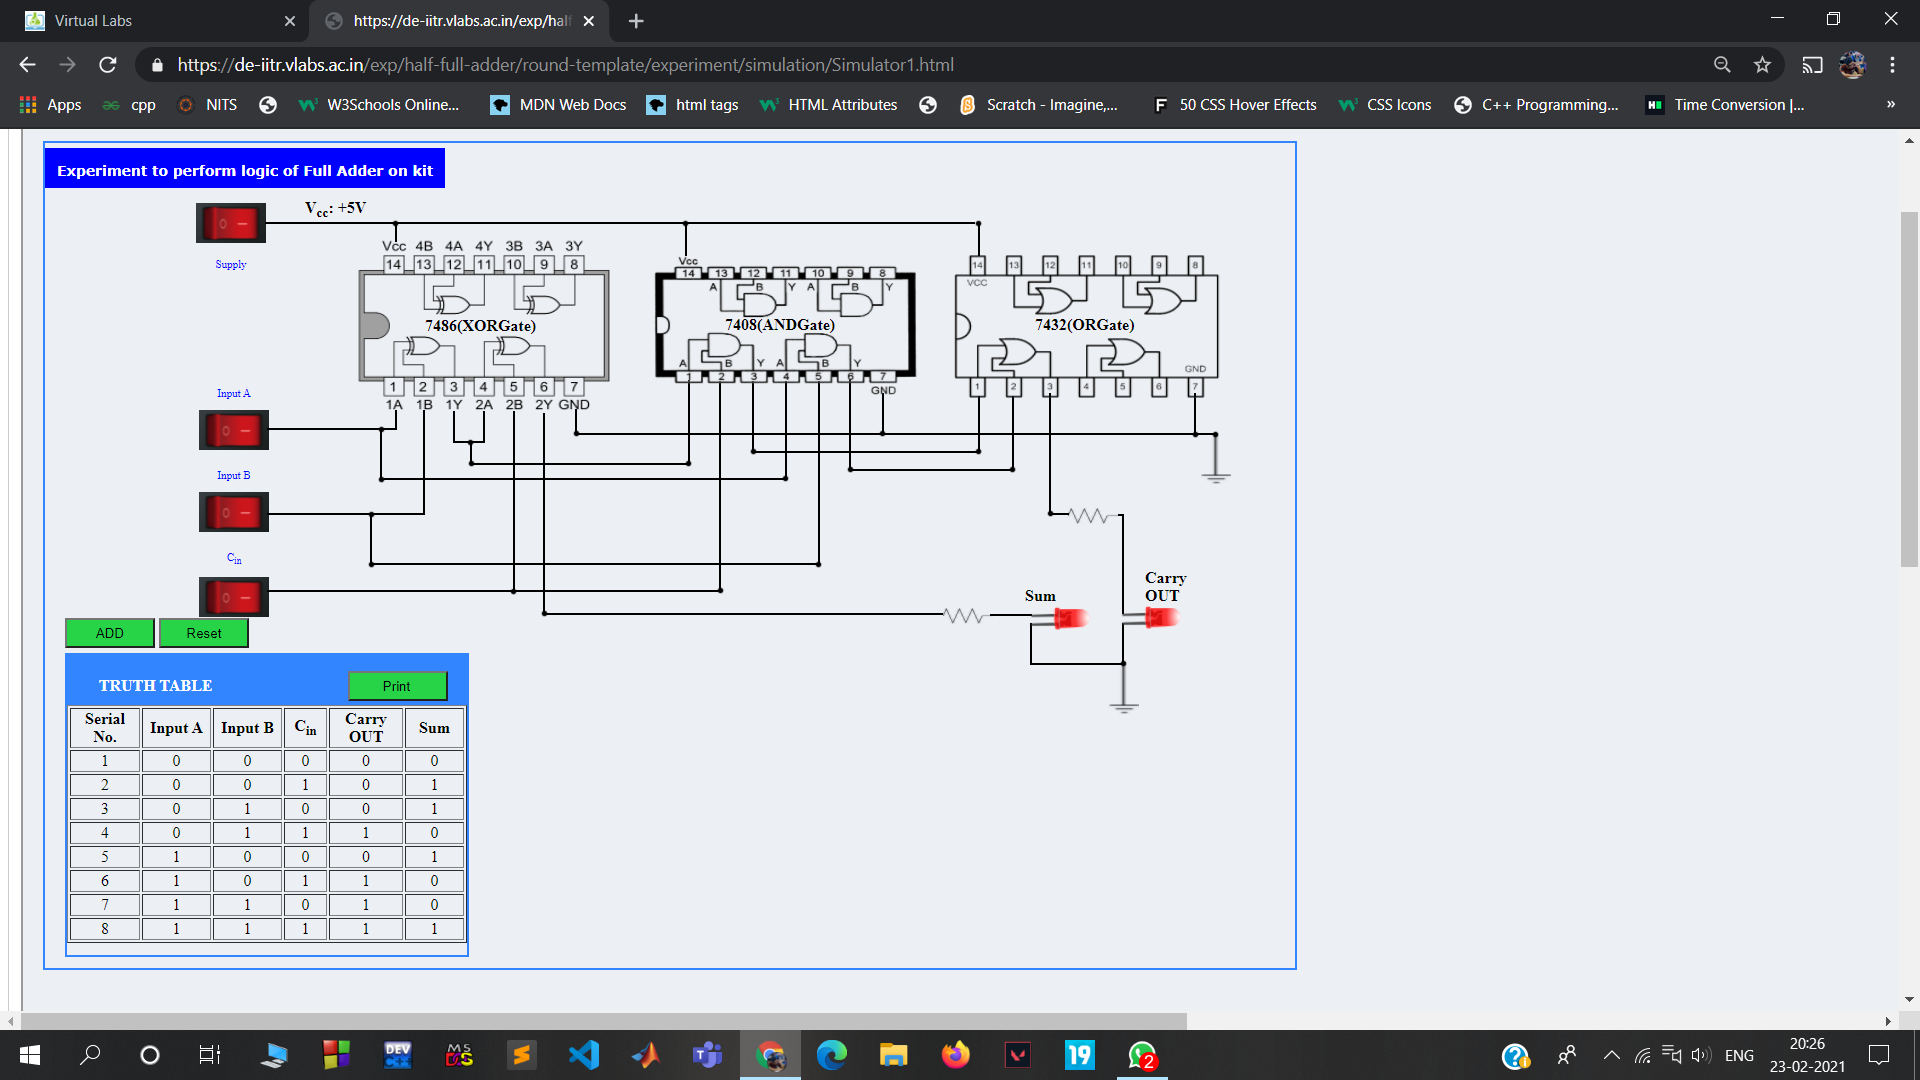 Virtual Labs
https://de-iitr.vlabs.ac.in/exp/half
https://de-iitr.vlabs.ac.in/exp/half-full-adder/round-template/experiment/simulation/Simulator1.html
Apps cpp NITS W3Schools Online... MDN Web Docs html tags HTML Attributes Scratch - Imagine,... 50 CSS Hover Effects CSS Icons C++ Programming... Time Conversion |... »
Experiment to perform logic of Full Adder on kit
Vcc: +5V
Supply
Vcc 4B 4A 4Y 3B 3A 3Y
14 13 12 11 10 9 8
7486(XORGate)
1 2 3 4 5 6 7
1A 1B 1Y 2A 2B 2Y GND
Vcc
14 13 12 11 10 9 8
A B Y A B Y
7408(ANDGate)
A B Y A B Y
1 2 3 4 5 6 7
GND
14 13 12 11 10 9 8
VCC
7432(ORGate)
GND
1 2 3 4 5 6 7
Input A
Input B
Cin
Sum
Carry
OUT
ADD Reset
TRUTH TABLE Print
Serial No. Input A Input B Cin Carry OUT Sum
1 0 0 0 0 0
2 0 0 1 0 1
3 0 1 0 0 1
4 0 1 1 1 0
5 1 0 0 0 1
6 1 0 1 1 0
7 1 1 0 1 0
8 1 1 1 1 1
DEV C++
MS DOS
19
2
ENG
20:26
23-02-2021